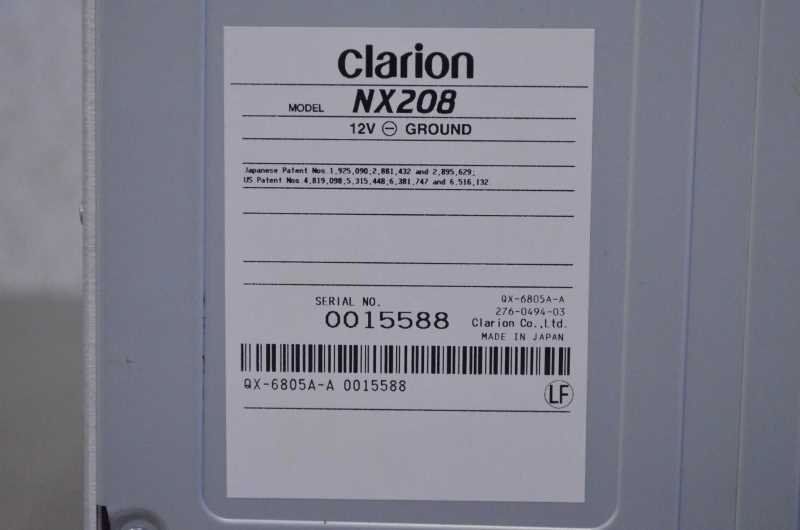 clarion
MODEL NX208
12V ⊖ GROUND
Japanese Patent Nos 1,925,090;2,881,432 and 2,895,629;
US Patent Nos 4,819,098;5,315,448;6,381,747 and 6,516,132
SERIAL NO.
0015588
QX-6805A-A
276-0494-03
Clarion Co.,Ltd.
MADE IN JAPAN
QX-6805A-A 0015588
LF